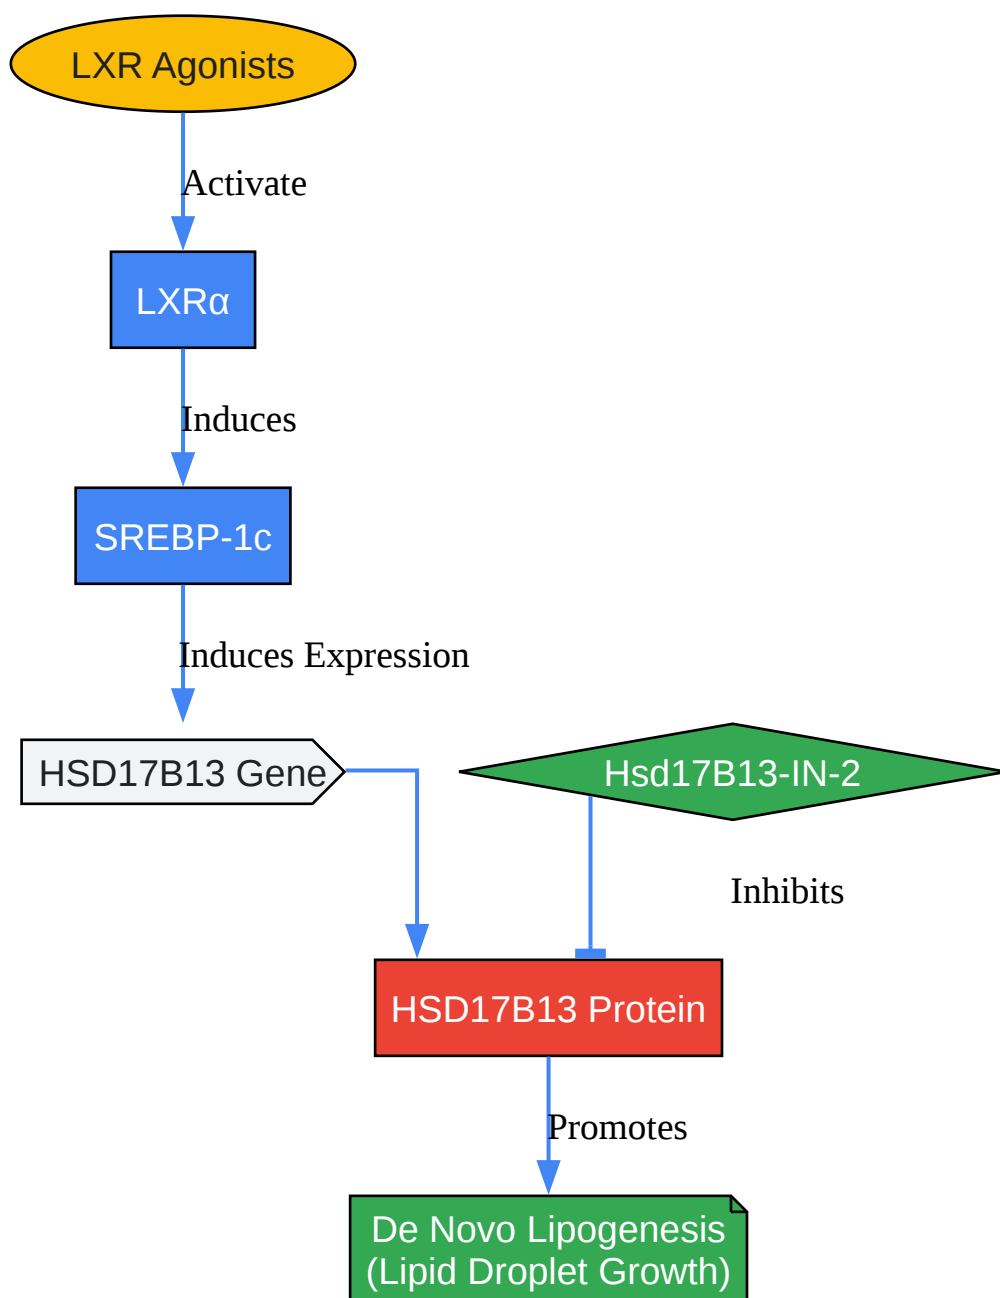 LXR Agonists
Activate
LXRα
Induces
SREBP-1c
Induces Expression
HSD17B13 Gene
Hsd17B13-IN-2
Inhibits
HSD17B13 Protein
Promotes
De Novo Lipogenesis
(Lipid Droplet Growth)